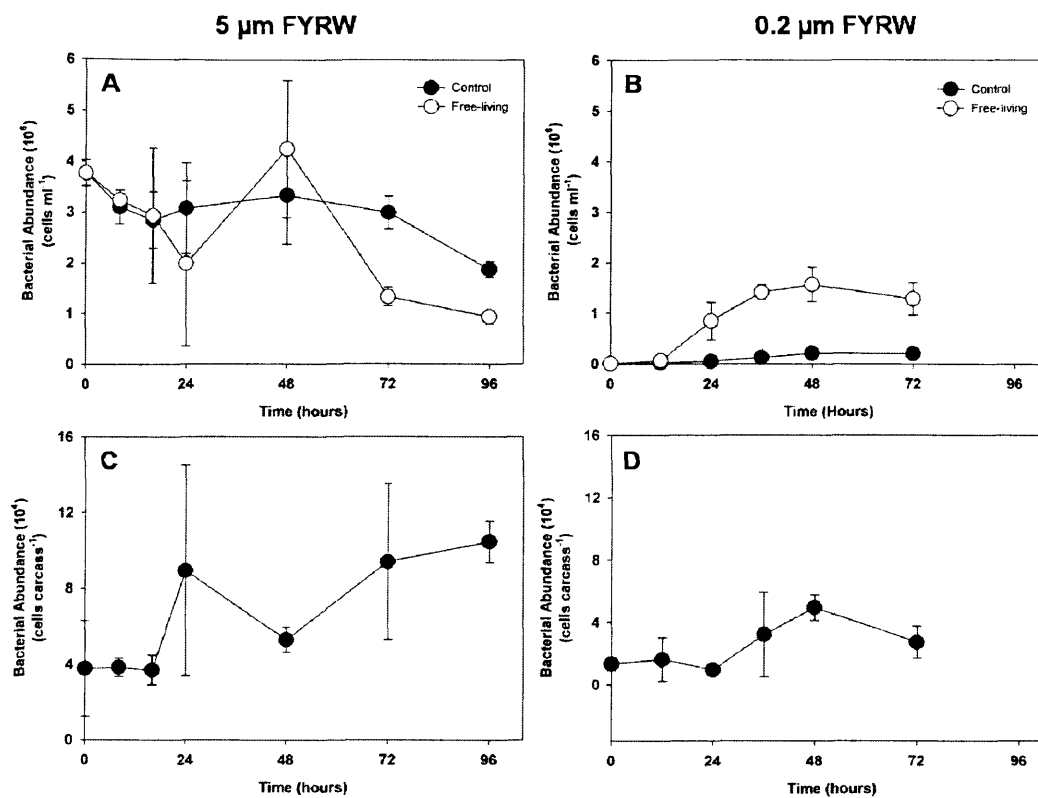 5 µm FYRW
0.2 µm FYRW
A
Control
Free-living
6
5
4
3
2
1
0
Bacterial Abundance (10⁶)
(cells ml⁻¹)
0 24 48 72 96
Time (hours)
B
Control
Free-living
6
5
4
3
2
1
0
Bacterial Abundance (10⁶)
(cells ml⁻¹)
0 24 48 72 96
Time (Hours)
C
16
12
8
4
0
Bacterial Abundance (10⁴)
(cells carcass⁻¹)
0 24 48 72 96
Time (hours)
D
16
12
8
4
0
Bacterial Abundance (10⁴)
(cells carcass⁻¹)
0 24 48 72 96
Time (hours)